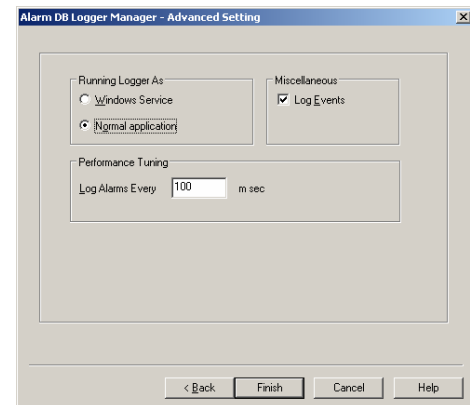 Alarm DB Logger Manager - Advanced Setting
Running Logger As
Windows Service
Normal application
Miscellaneous
Log Events
Performance Tuning
Log Alarms Every 100 m sec
< Back Finish Cancel Help